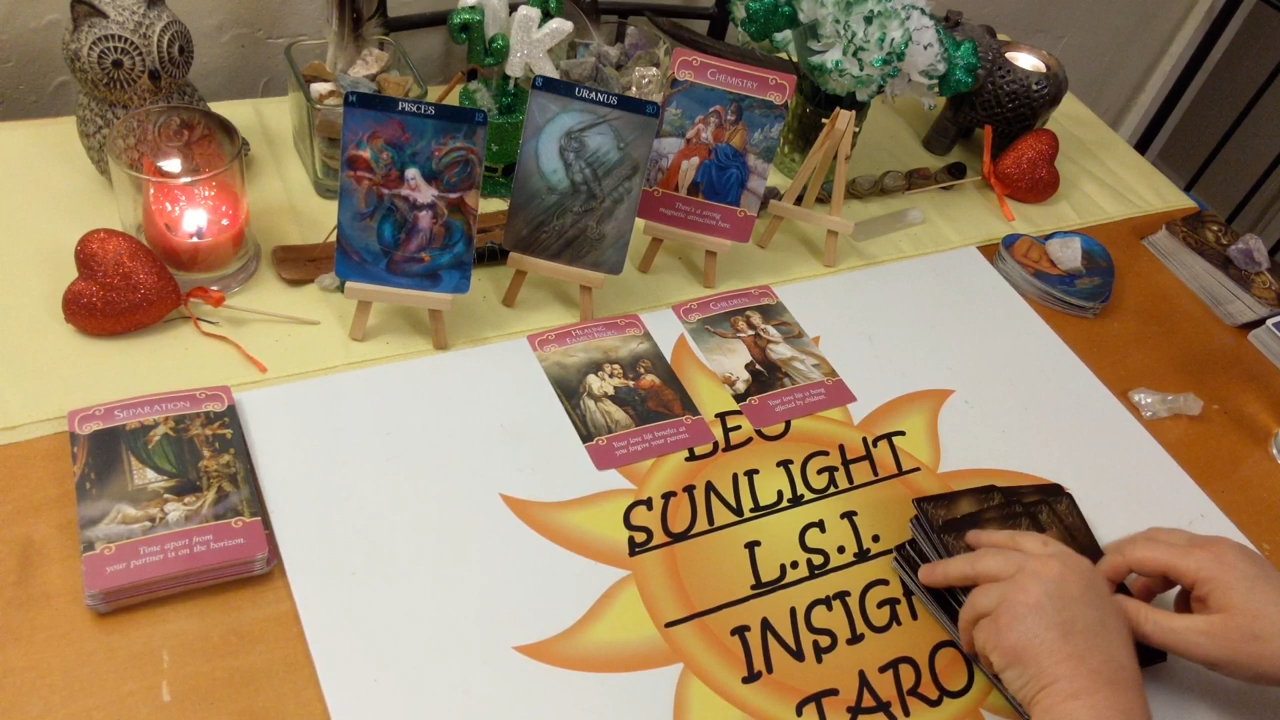 PISCES
12
URANUS
20
CHEMISTRY
There's a strong
magnetic attraction here.
HEALING
FAMILY ISSUES
Your love life benefits as
you forgive your parents.
CHILDREN
Your love life is being
affected by children.
SEPARATION
Time apart from
your partner is on the horizon.
LEO
SUNLIGHT
L.S.I.
INSIGH
TARO